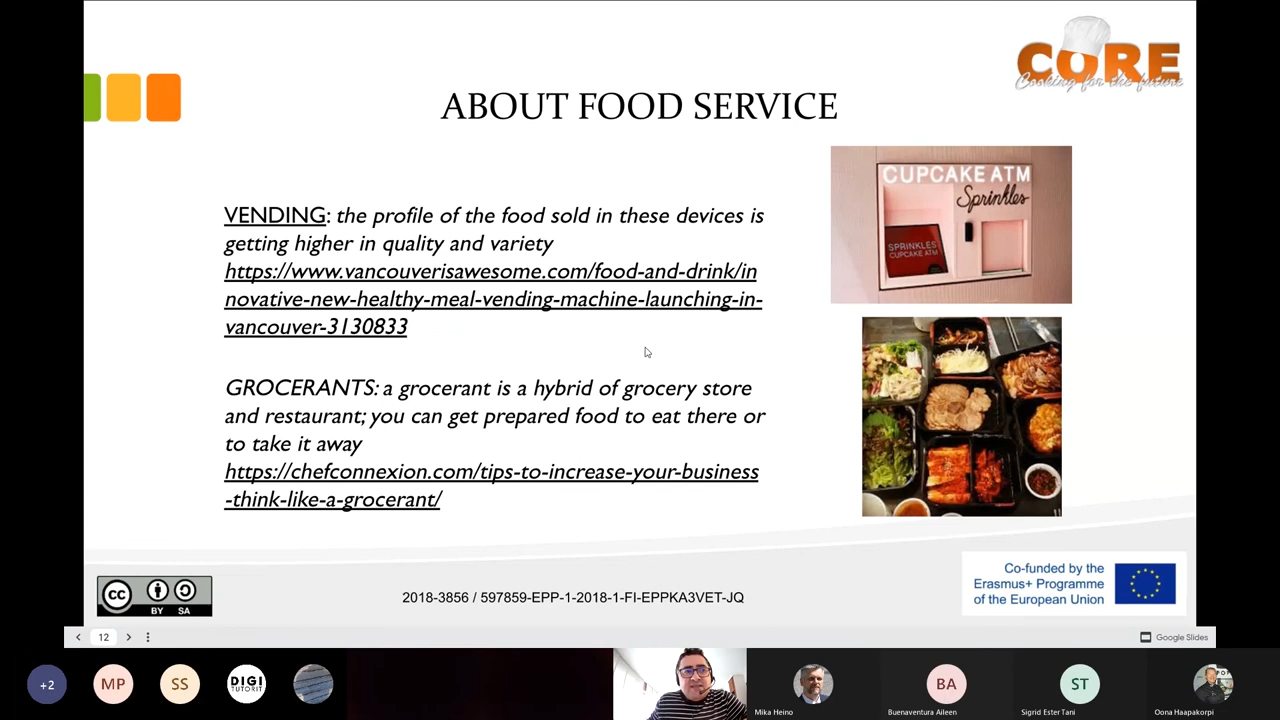 CORE
Cooking for the future
ABOUT FOOD SERVICE
VENDING: the profile of the food sold in these devices is
getting higher in quality and variety
https://www.vancouverisawesome.com/food-and-drink/in
novative-new-healthy-meal-vending-machine-launching-in-
vancouver-3130833
CUPCAKE ATM
Sprinkles
SPRINKLES
CUPCAKE ATM
GROCERANTS: a grocerant is a hybrid of grocery store
and restaurant; you can get prepared food to eat there or
to take it away
https://chefconnexion.com/tips-to-increase-your-business
-think-like-a-grocerant/
cc
BY SA
2018-3856 / 597859-EPP-1-2018-1-FI-EPPKA3VET-JQ
Co-funded by the
Erasmus+ Programme
of the European Union
12
Google Slides
+2
MP
SS
DIGI
TUTORIT
Mika Heino
BA
Buenaventura Aileen
ST
Sigrid Ester Tani
Oona Haapakorpi